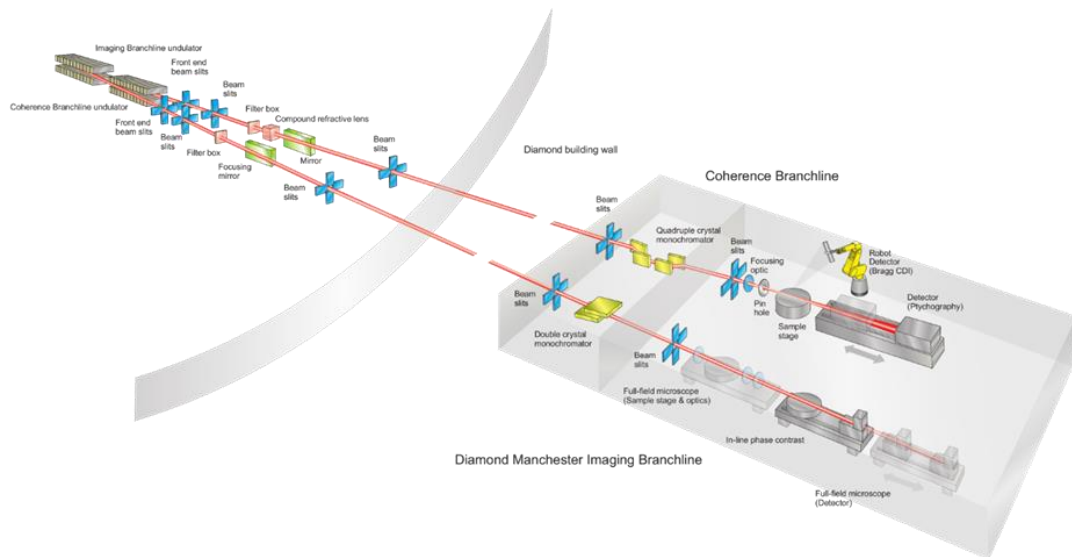 Imaging Branchline undulator
Front end
beam slits
Beam
slits
Filter box
Compound refractive lens
Mirror
Coherence Branchline undulator
Front end
beam slits
Beam
slits
Filter box
Focusing
mirror
Beam
slits
Beam
slits
Diamond building wall
Coherence Branchline
Beam
slits
Quadruple crystal
monochromator
Beam
slits
Focusing
optic
Pin
hole
Sample
stage
Robot
Detector
(Bragg CDI)
Detector
(Ptychography)
Beam
slits
Double crystal
monochromator
Beam
slits
Full-field microscope
(Sample stage & optics)
In-line phase contrast
Diamond Manchester Imaging Branchline
Full-field microscope
(Detector)